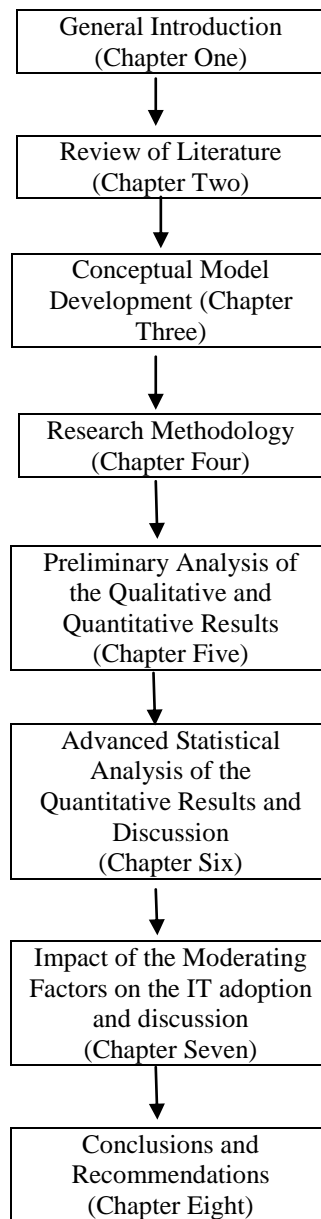 General Introduction
(Chapter One)
Review of Literature
(Chapter Two)
Conceptual Model
Development (Chapter
Three)
Research Methodology
(Chapter Four)
Preliminary Analysis of
the Qualitative and
Quantitative Results
(Chapter Five)
Advanced Statistical
Analysis of the
Quantitative Results and
Discussion
(Chapter Six)
Impact of the Moderating
Factors on the IT adoption
and discussion
(Chapter Seven)
Conclusions and
Recommendations
(Chapter Eight)